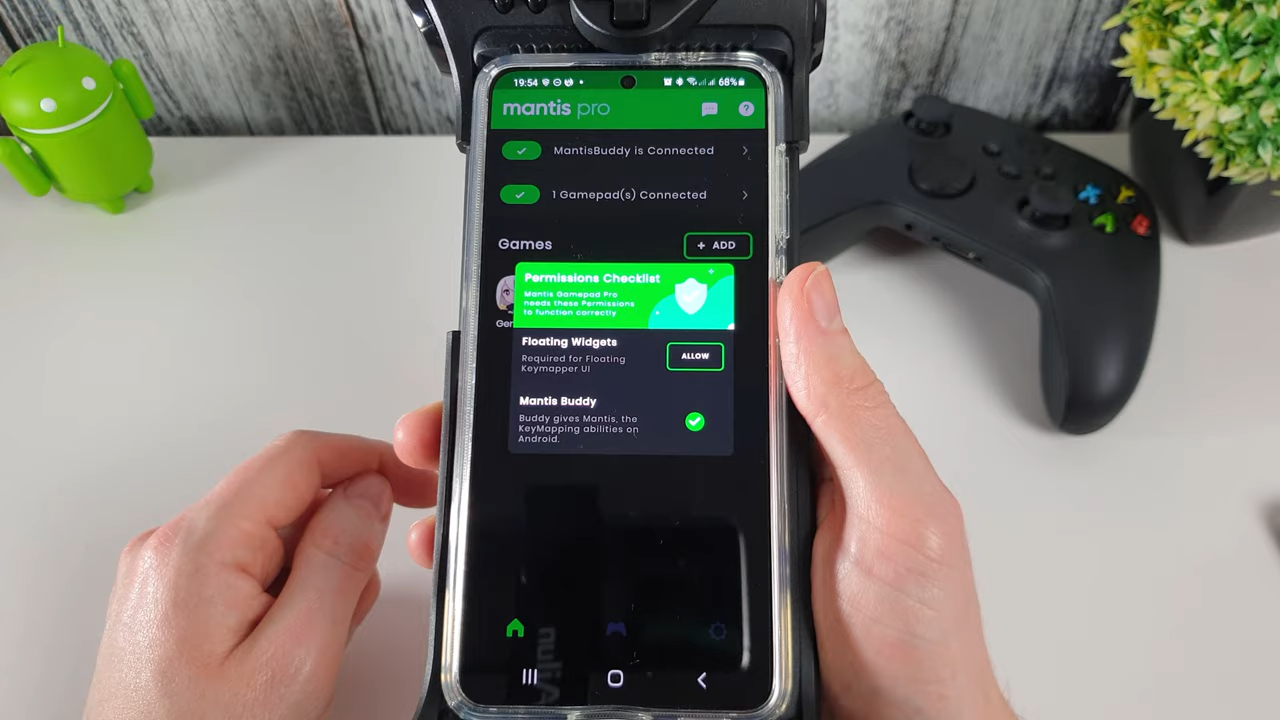 19:54
68%
mantis pro
MantisBuddy is Connected
1 Gamepad(s) Connected
Games
+ ADD
Permissions Checklist
Mantis Gamepad Pro
needs these Permissions
to function correctly
Gen
Floating Widgets
Required for Floating
Keymapper UI
ALLOW
Mantis Buddy
Buddy gives Mantis, the
KeyMapping abilities on
Android.
X
Y
A
B